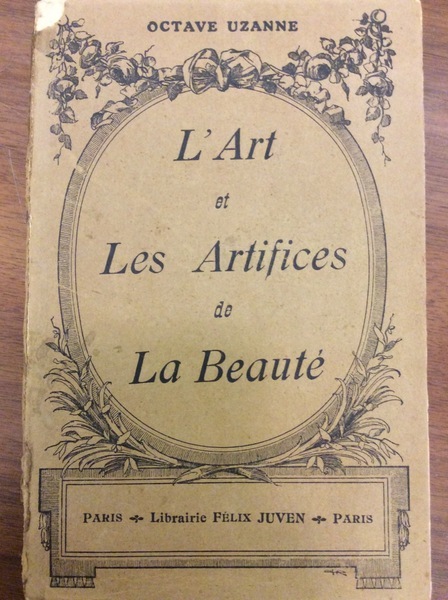 OCTAVE UZANNE
L'Art
et
Les Artifices
de
La Beauté
PARIS ✢ Librairie FÉLIX JUVEN ✢ PARIS